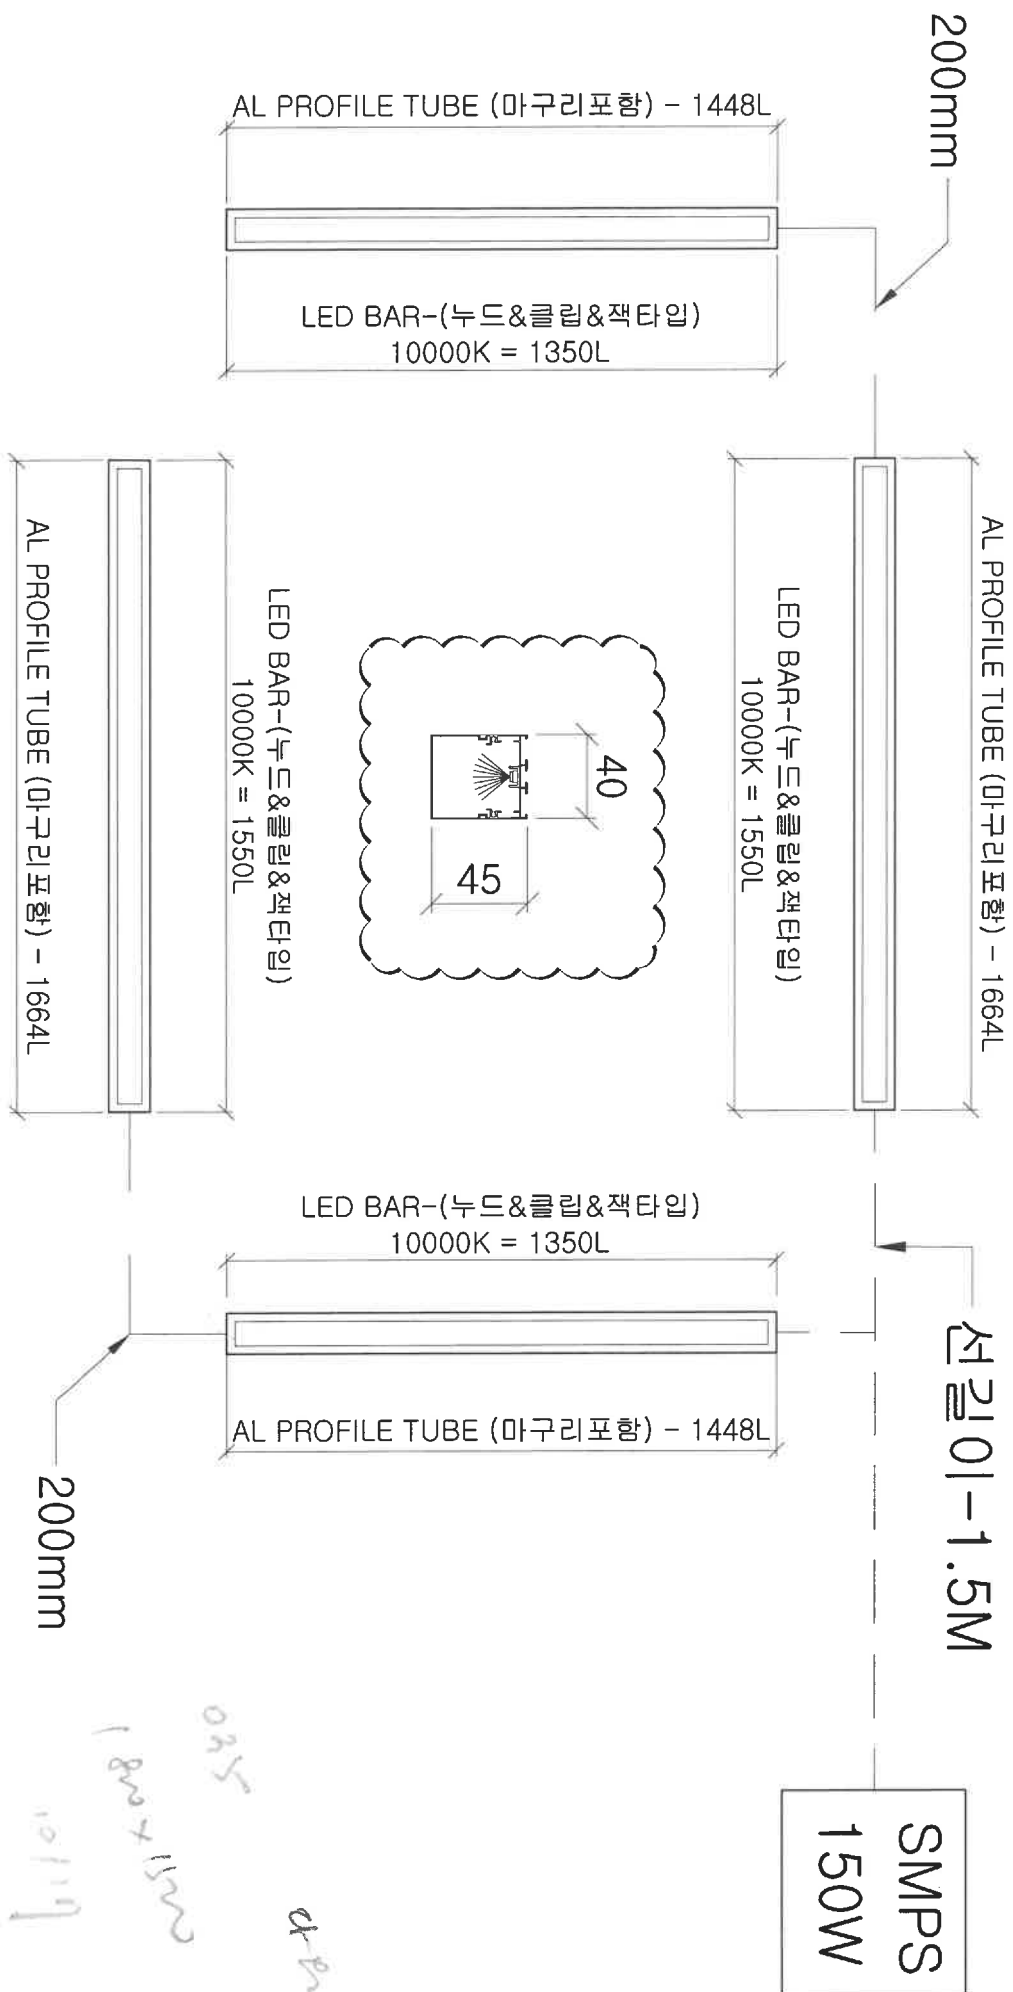 200mm
AL PROFILE TUBE (마구리포함) - 1448L
LED BAR-(누드&클립&잭타입)
10000K = 1350L
AL PROFILE TUBE (마구리포함) - 1664L
LED BAR-(누드&클립&잭타입)
10000K = 1550L
40
45
LED BAR-(누드&클립&잭타입)
10000K = 1550L
AL PROFILE TUBE (마구리포함) - 1664L
LED BAR-(누드&클립&잭타입)
10000K = 1350L
AL PROFILE TUBE (마구리포함) - 1448L
선길이-1.5M
200mm
SMPS
150W
035